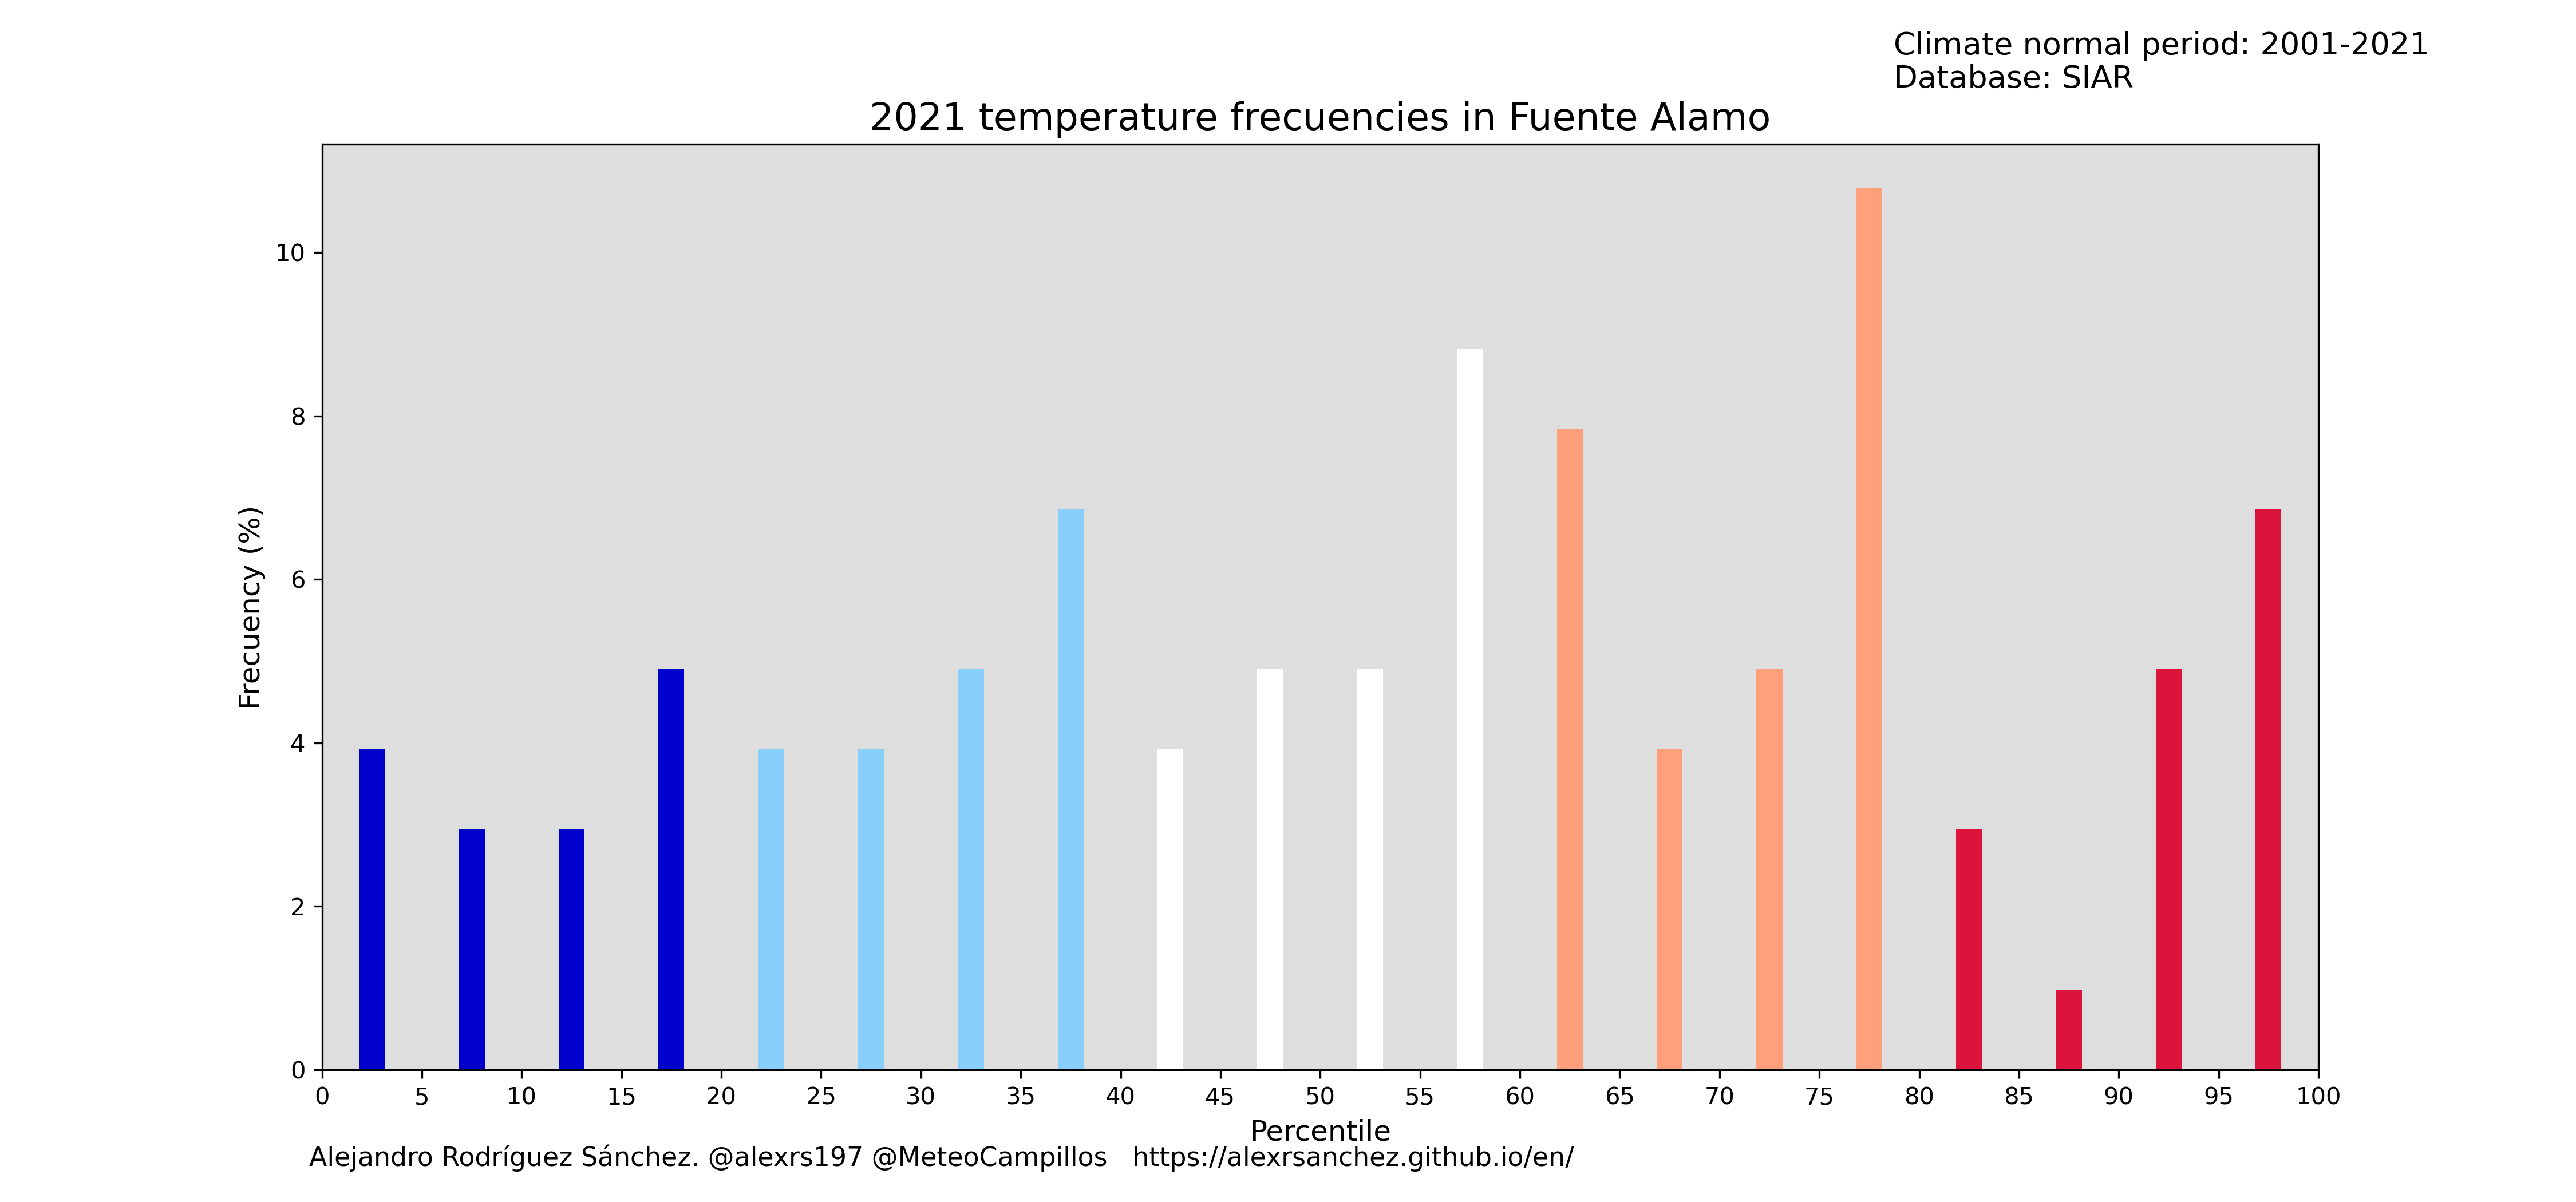 Climate normal period: 2001-2021
Database: SIAR
2021 temperature frecuencies in Fuente Alamo
Frecuency (%)
10
8
6
4
2
0
0 5 10 15 20 25 30 35 40 45 50 55 60 65 70 75 80 85 90 95 100
Percentile
Alejandro Rodríguez Sánchez. @alexrs197 @MeteoCampillos https://alexrsanchez.github.io/en/